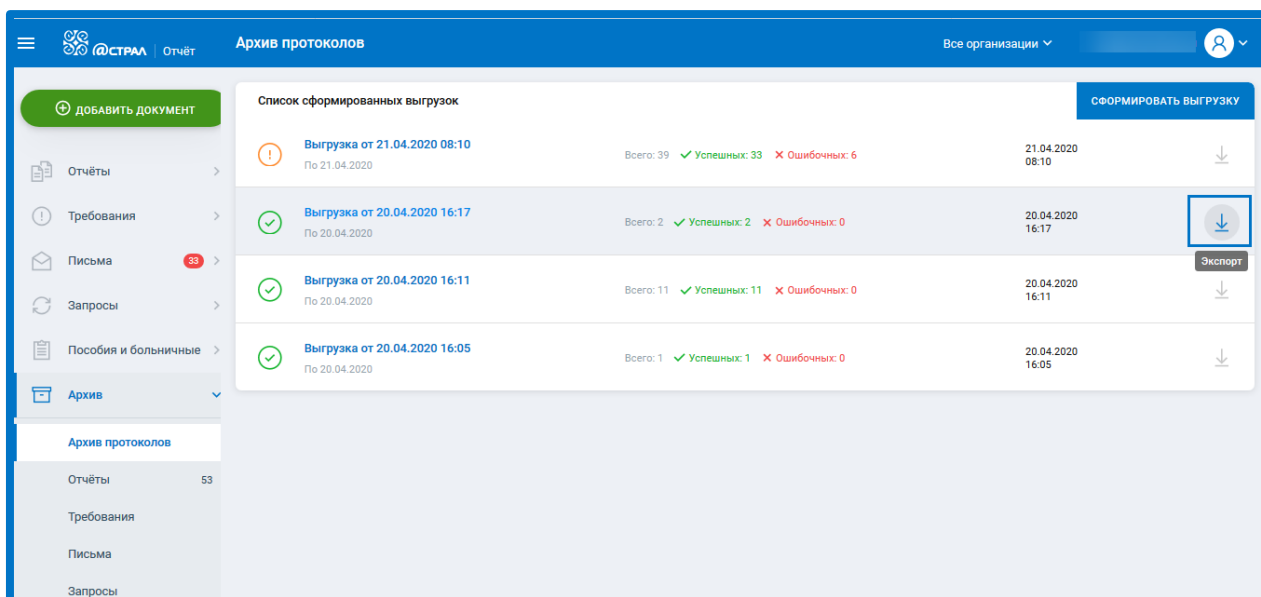 @СТРАЛ | Отчёт
Архив протоколов
Все организации
ДОБАВИТЬ ДОКУМЕНТ
Отчёты
Требования
Письма 33
Запросы
Пособия и больничные
Архив
Архив протоколов
Отчёты 53
Требования
Письма
Запросы
Список сформированных выгрузок
СФОРМИРОВАТЬ ВЫГРУЗКУ
Выгрузка от 21.04.2020 08:10
По 21.04.2020
Всего: 39 Успешных: 33 Ошибочных: 6
21.04.2020
08:10
Выгрузка от 20.04.2020 16:17
По 20.04.2020
Всего: 2 Успешных: 2 Ошибочных: 0
20.04.2020
16:17
Экспорт
Выгрузка от 20.04.2020 16:11
По 20.04.2020
Всего: 11 Успешных: 11 Ошибочных: 0
20.04.2020
16:11
Выгрузка от 20.04.2020 16:05
По 20.04.2020
Всего: 1 Успешных: 1 Ошибочных: 0
20.04.2020
16:05